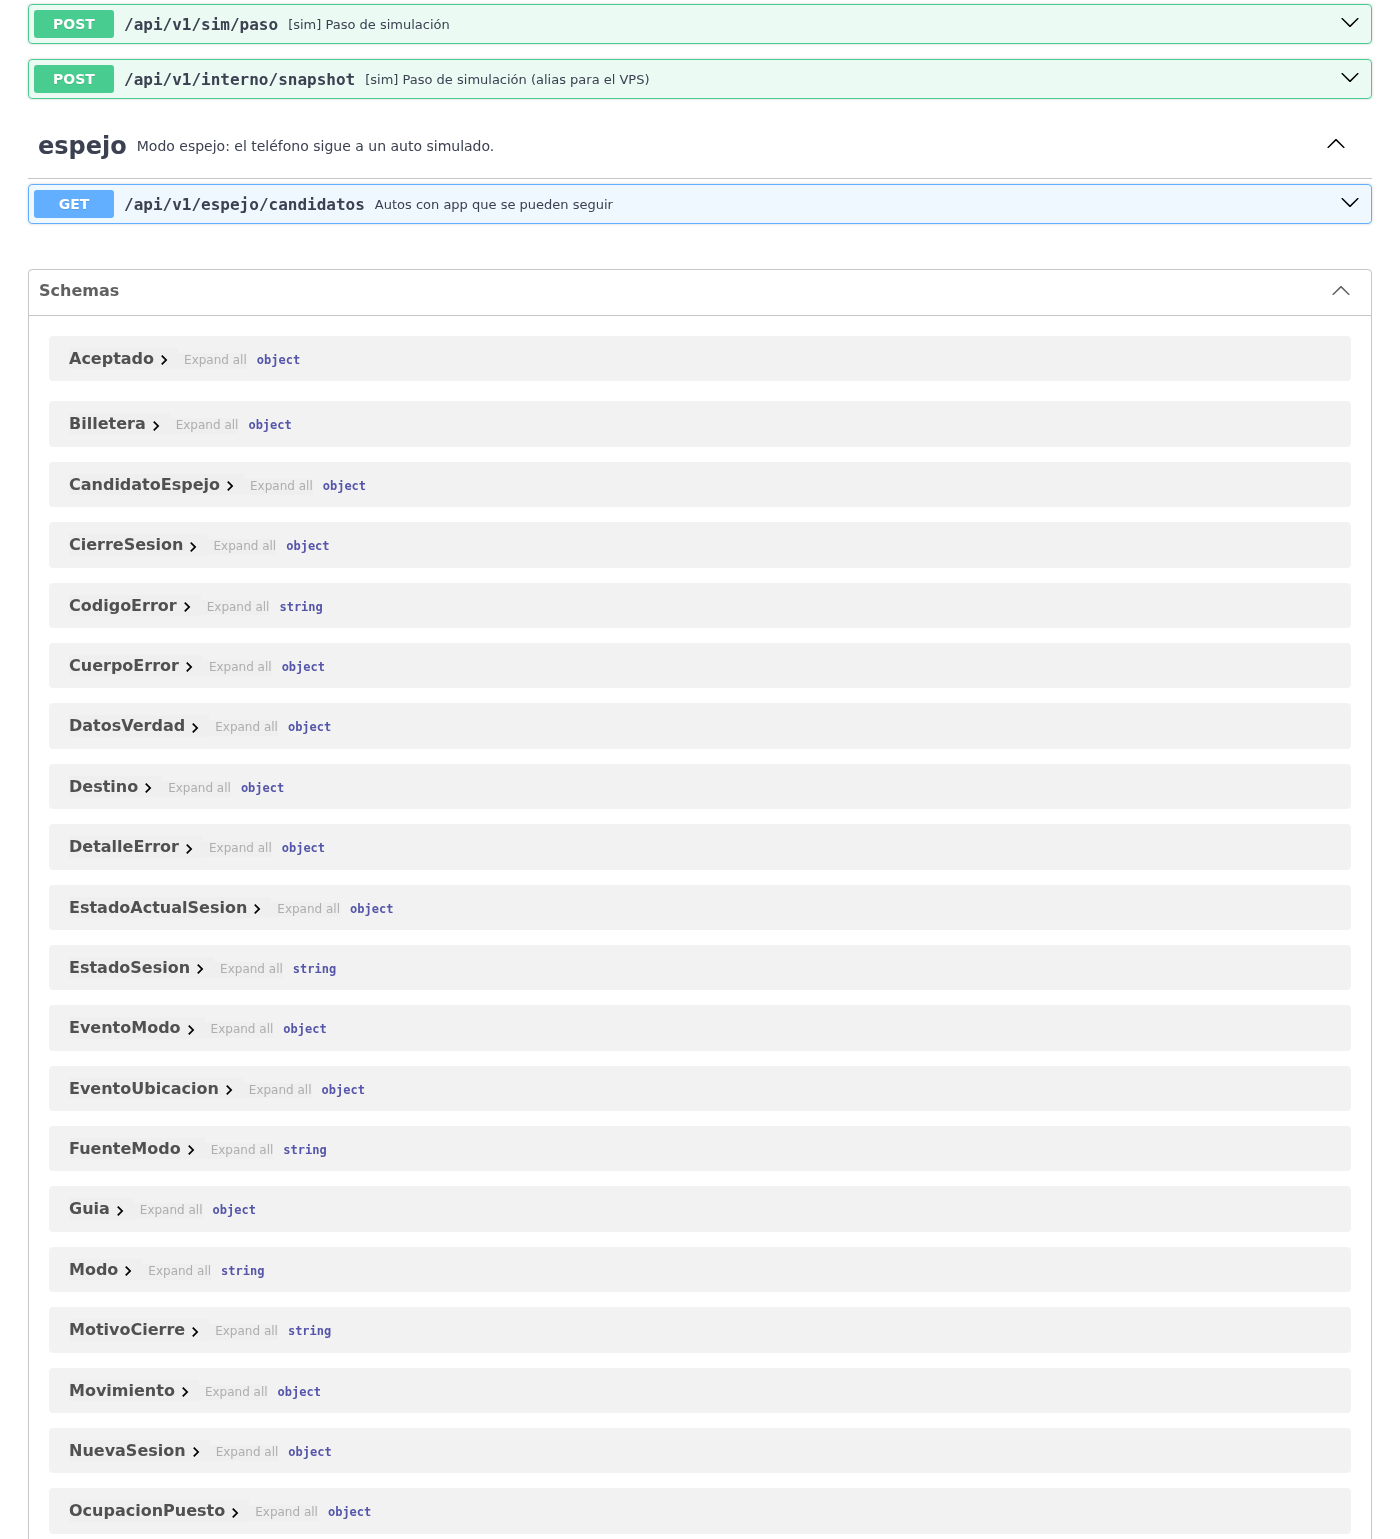 POST /api/v1/sim/paso [sim] Paso de simulación
POST /api/v1/interno/snapshot [sim] Paso de simulación (alias para el VPS)
espejo Modo espejo: el teléfono sigue a un auto simulado.
GET /api/v1/espejo/candidatos Autos con app que se pueden seguir
Schemas
Aceptado Expand all object
Billetera Expand all object
CandidatoEspejo Expand all object
CierreSesion Expand all object
CodigoError Expand all string
CuerpoError Expand all object
DatosVerdad Expand all object
Destino Expand all object
DetalleError Expand all object
EstadoActualSesion Expand all object
EstadoSesion Expand all string
EventoModo Expand all object
EventoUbicacion Expand all object
FuenteModo Expand all string
Guia Expand all object
Modo Expand all string
MotivoCierre Expand all string
Movimiento Expand all object
NuevaSesion Expand all object
OcupacionPuesto Expand all object